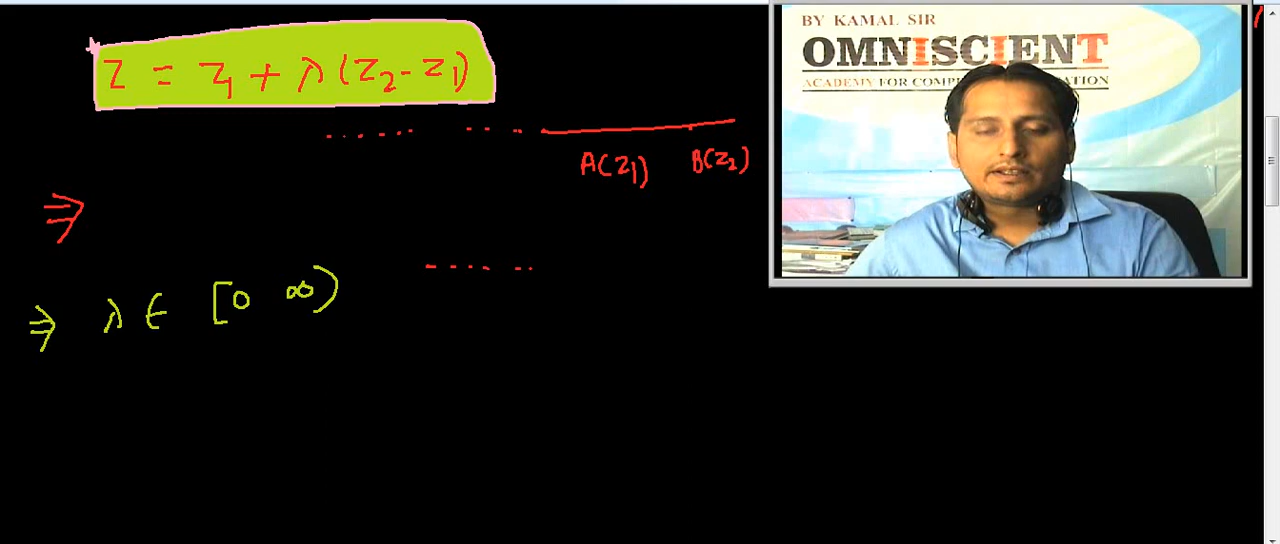 BY KAMAL SIR
OMNISCIENT
ACADEMY FOR COMP
Z = Z₁ + λ(Z₂ - Z₁)
A(Z₁) B(Z₂)
⇒
⇒ λ ∈ [0 ∞)